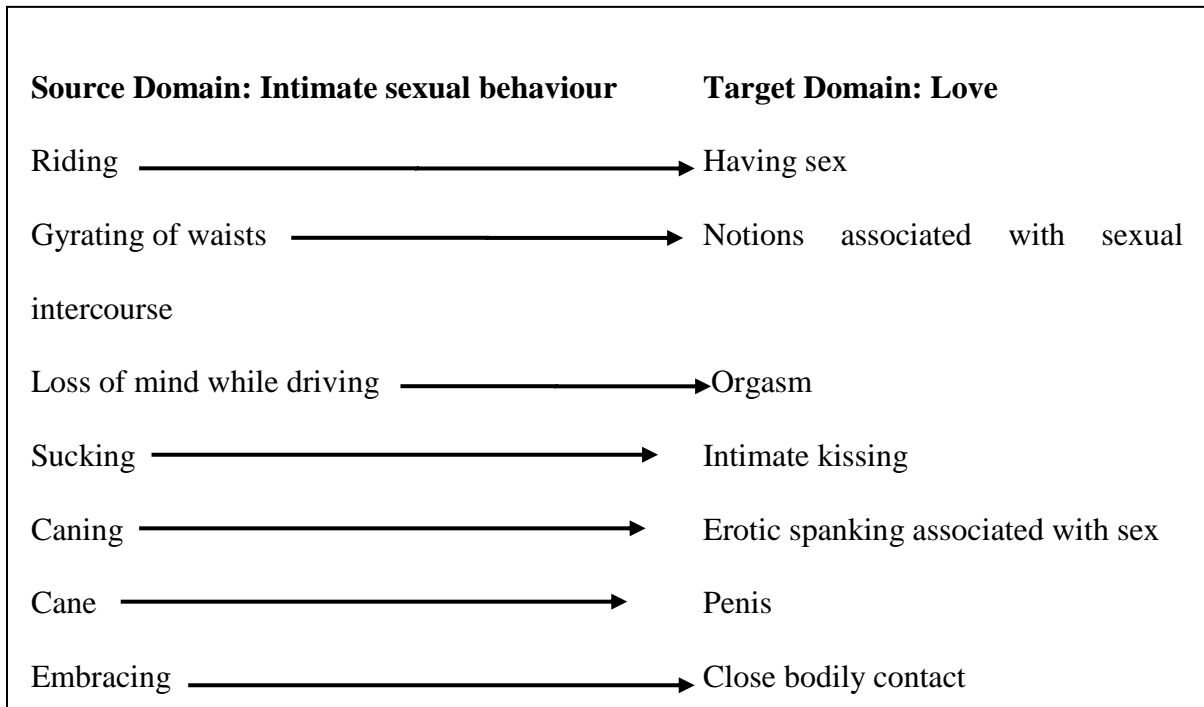 Source Domain: Intimate sexual behaviour Target Domain: Love
Riding Having sex
Gyrating of waists Notions associated with sexual
intercourse
Loss of mind while driving Orgasm
Sucking Intimate kissing
Caning Erotic spanking associated with sex
Cane Penis
Embracing Close bodily contact